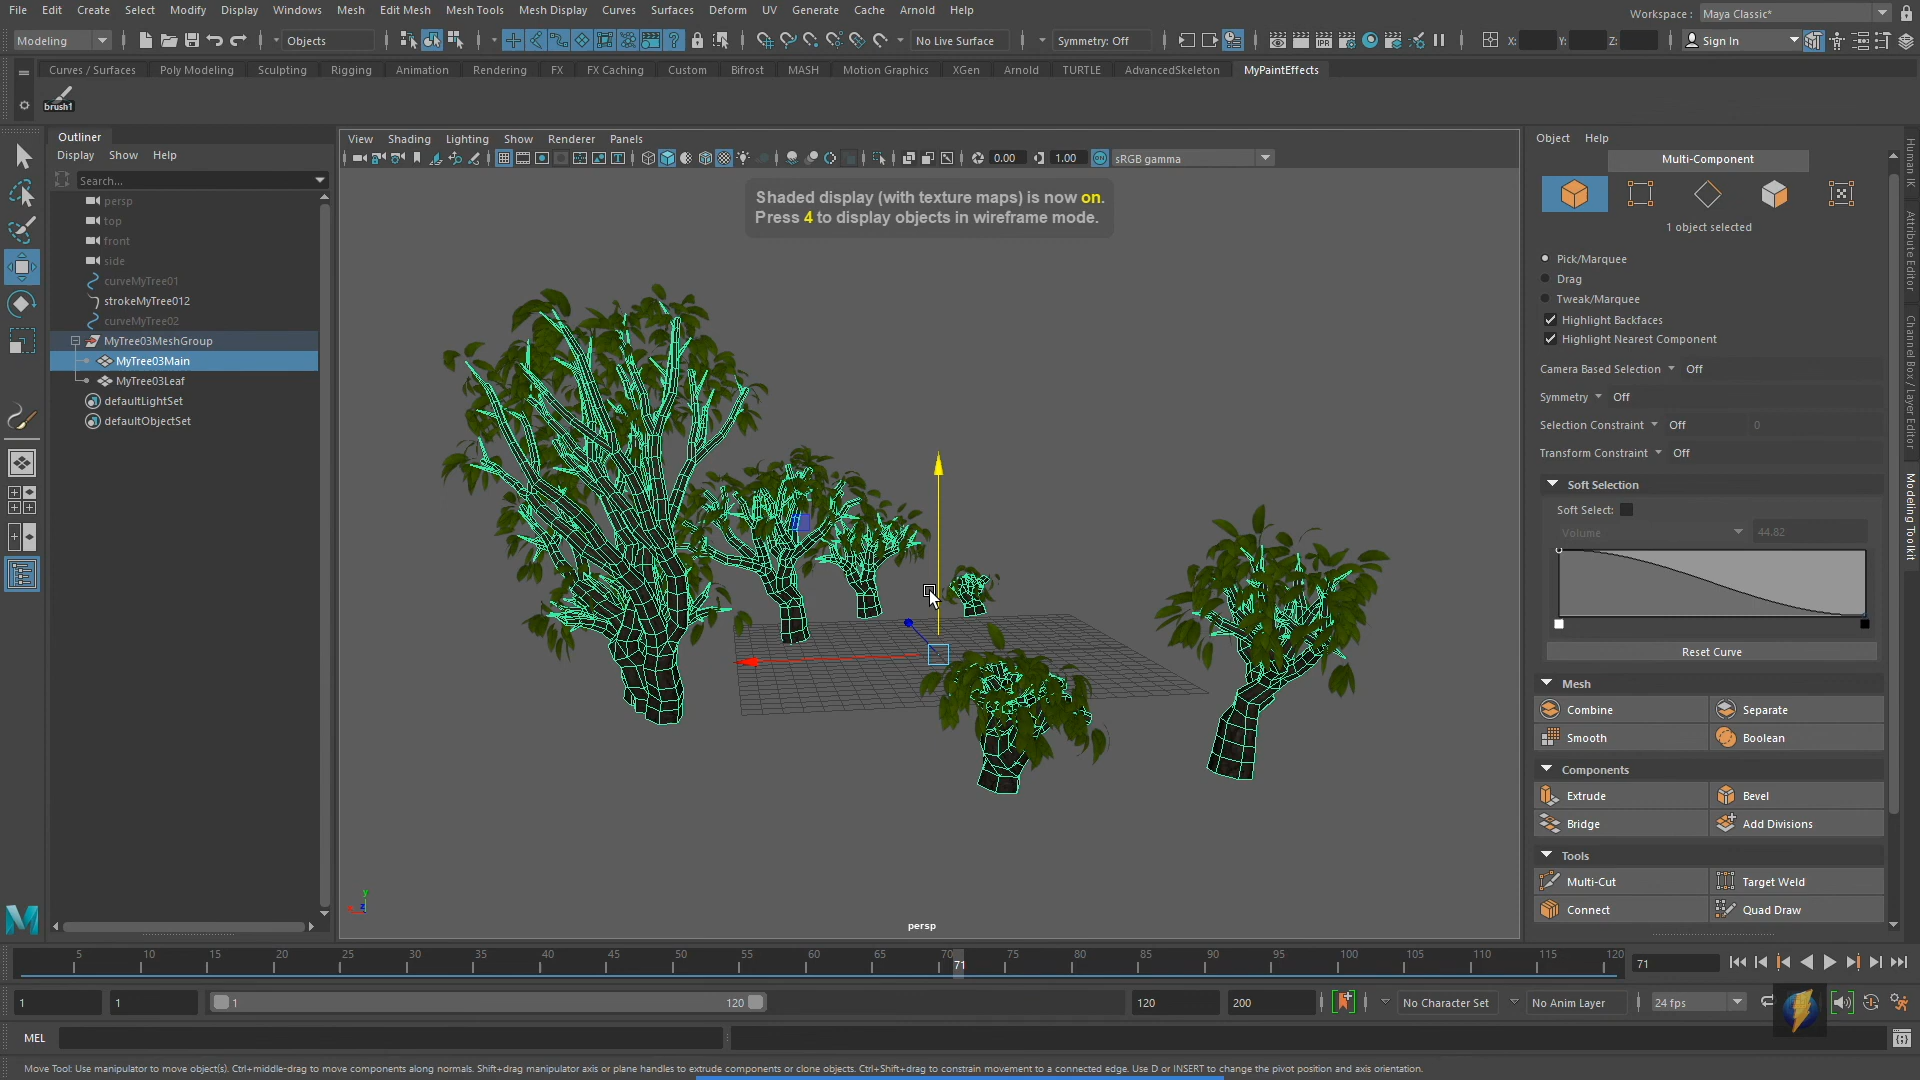 File Edit Create Select Modify Display Windows Mesh Edit Mesh Mesh Tools Mesh Display Curves Surfaces Deform UV Generate Cache Arnold Help
Workspace : Maya Classic*
Modeling Objects No Live Surface Symmetry: Off X: Y: Z: Sign In
Curves / Surfaces Poly Modeling Sculpting Rigging Animation Rendering FX FX Caching Custom Bifrost MASH Motion Graphics XGen Arnold TURTLE AdvancedSkeleton MyPaintEffects
brush1
Outliner
Display Show Help
Search...
persp
top
front
side
curveMyTree01
strokeMyTree012
curveMyTree02
MyTree03MeshGroup
MyTree03Main
MyTree03Leaf
defaultLightSet
defaultObjectSet
View Shading Lighting Show Renderer Panels
0.00 1.00 sRGB gamma
Shaded display (with texture maps) is now on.
Press 4 to display objects in wireframe mode.
y
z
persp
Object Help
Multi-Component
1 object selected
Pick/Marquee
Drag
Tweak/Marquee
Highlight Backfaces
Highlight Nearest Component
Camera Based Selection Off
Symmetry Off
Selection Constraint Off 0
Transform Constraint Off
Soft Selection
Soft Select:
Volume 44.82
Reset Curve
Mesh
Combine Separate
Smooth Boolean
Components
Extrude Bevel
Bridge Add Divisions
Tools
Multi-Cut Target Weld
Connect Quad Draw
Human IK
Attribute Editor
Channel Box / Layer Editor
Modeling Toolkit
5 10 15 20 25 30 35 40 45 50 55 60 65 70 75 80 85 90 95 100 105 110 115 120
71
71
1 1 1 120 120 200 No Character Set No Anim Layer 24 fps
MEL
Move Tool: Use manipulator to move object(s). Ctrl+middle-drag to move components along normals. Shift+drag manipulator axis or plane handles to extrude components or clone objects. Ctrl+Shift+drag to constrain movement to a connected edge. Use D or INSERT to change the pivot position and axis orientation.